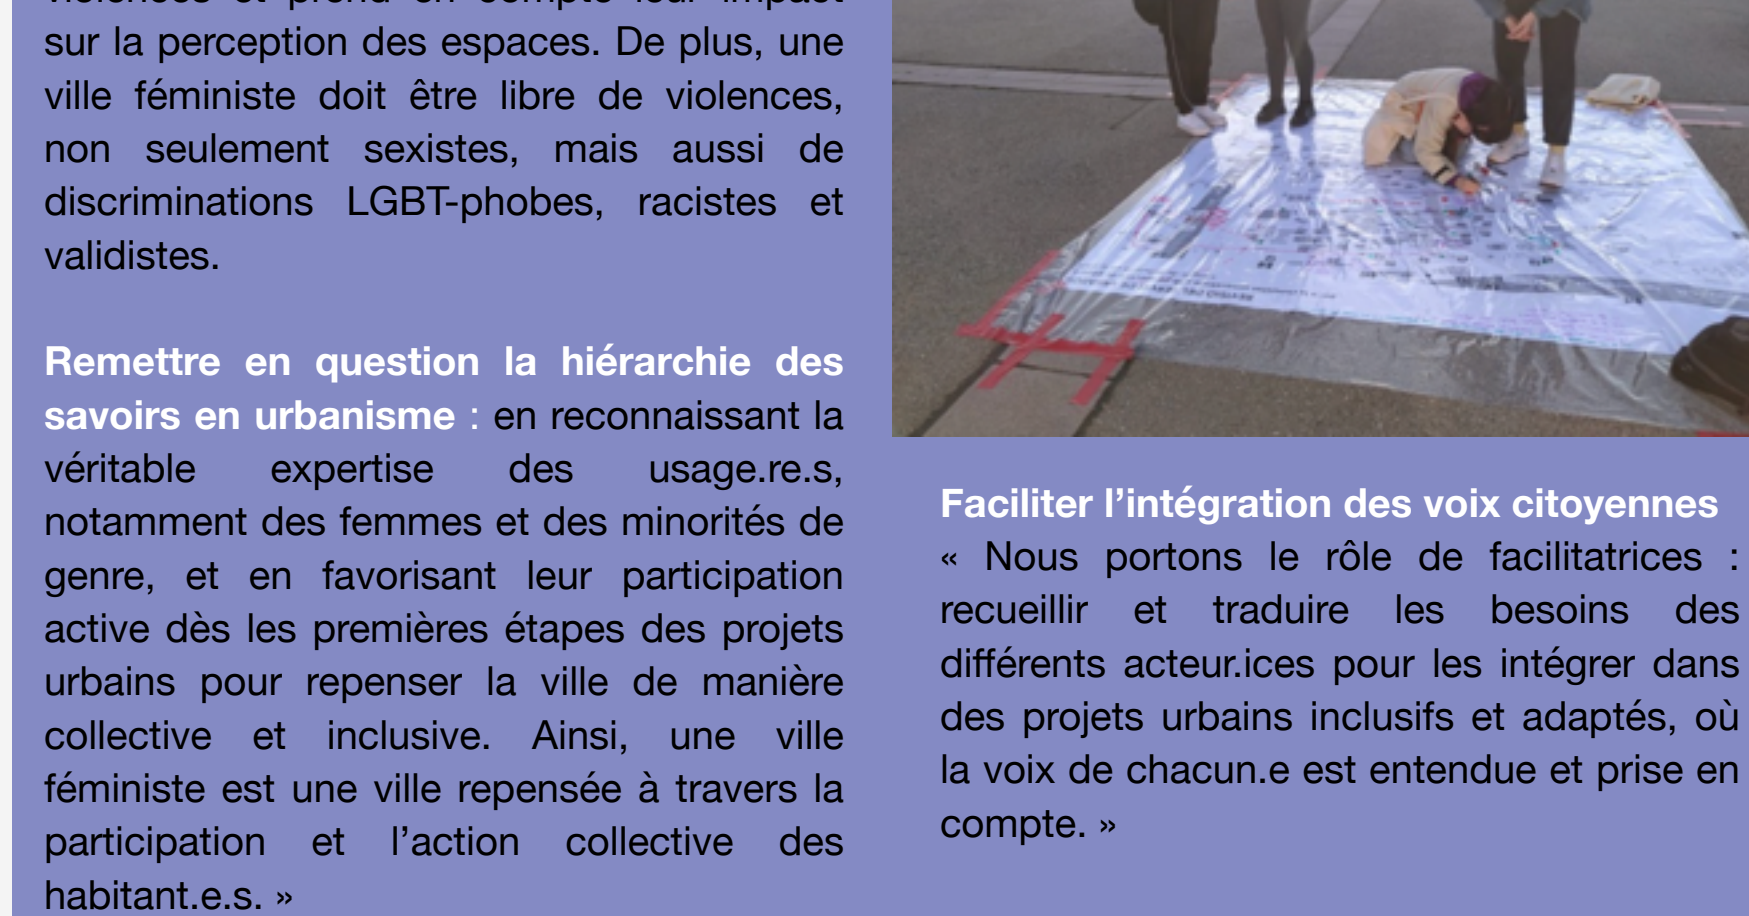 sur la perception des espaces. De plus, une
ville féministe doit être libre de violences,
non seulement sexistes, mais aussi de
discriminations LGBT-phobes, racistes et
validistes.
Remettre en question la hiérarchie des
savoirs en urbanisme : en reconnaissant la
véritable expertise des usage.re.s,
notamment des femmes et des minorités de
genre, et en favorisant leur participation
active dès les premières étapes des projets
urbains pour repenser la ville de manière
collective et inclusive. Ainsi, une ville
féministe est une ville repensée à travers la
participation et l’action collective des
habitant.e.s. »
Faciliter l’intégration des voix citoyennes
« Nous portons le rôle de facilitatrices :
recueillir et traduire les besoins des
différents acteur.ices pour les intégrer dans
des projets urbains inclusifs et adaptés, où
la voix de chacun.e est entendue et prise en
compte. »